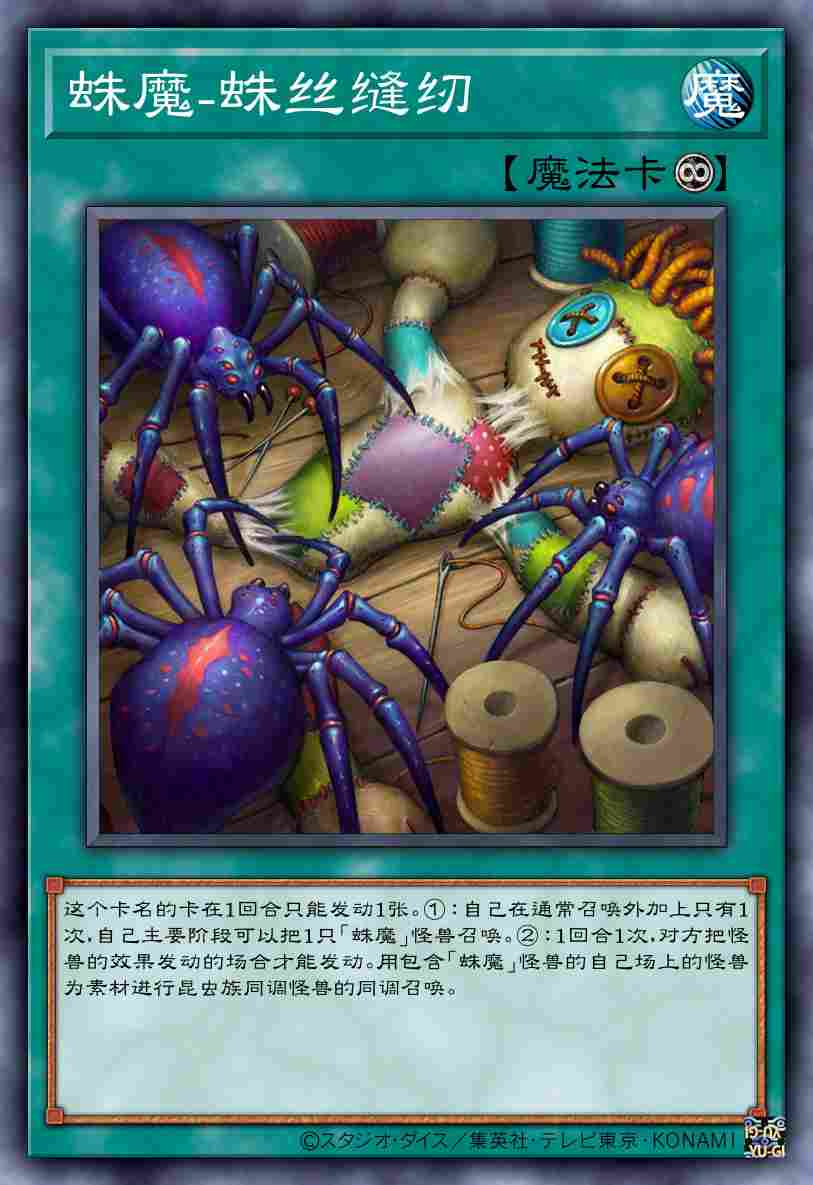 蛛魔-蛛丝缝纫
魔
【魔法卡♾】
这个卡名的卡在1回合只能发动1张。①：自己在通常召唤外加上只有1
次，自己主要阶段可以把1只「蛛魔」怪兽召唤。②：1回合1次，对方把怪
兽的效果发动的场合才能发动。用包含「蛛魔」怪兽的自己场上的怪兽
为素材进行昆虫族同调怪兽的同调召唤。
©スタジオ・ダイス／集英社・テレビ東京・KONAMI
YU-GI